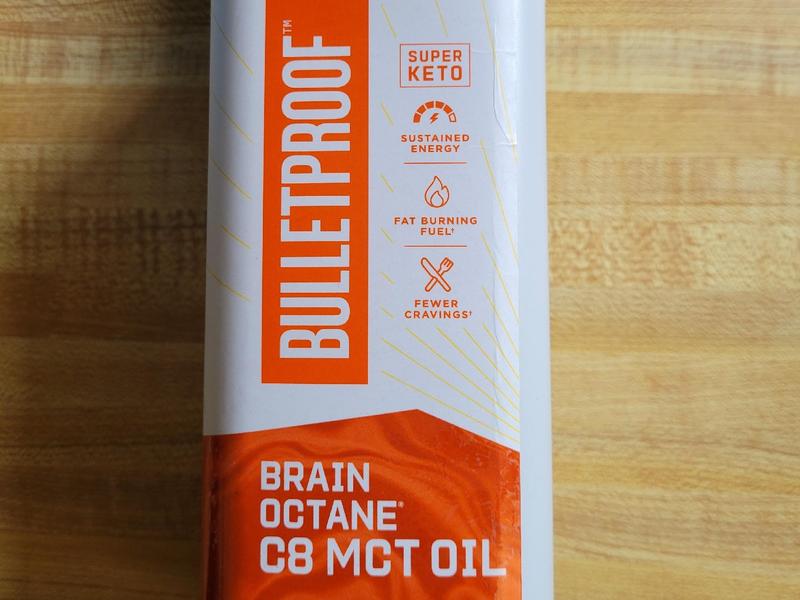 BULLETPROOF™
SUPER
KETO
SUSTAINED
ENERGY
FAT BURNING
FUEL†
FEWER
CRAVINGS†
BRAIN
OCTANE®
C8 MCT OIL